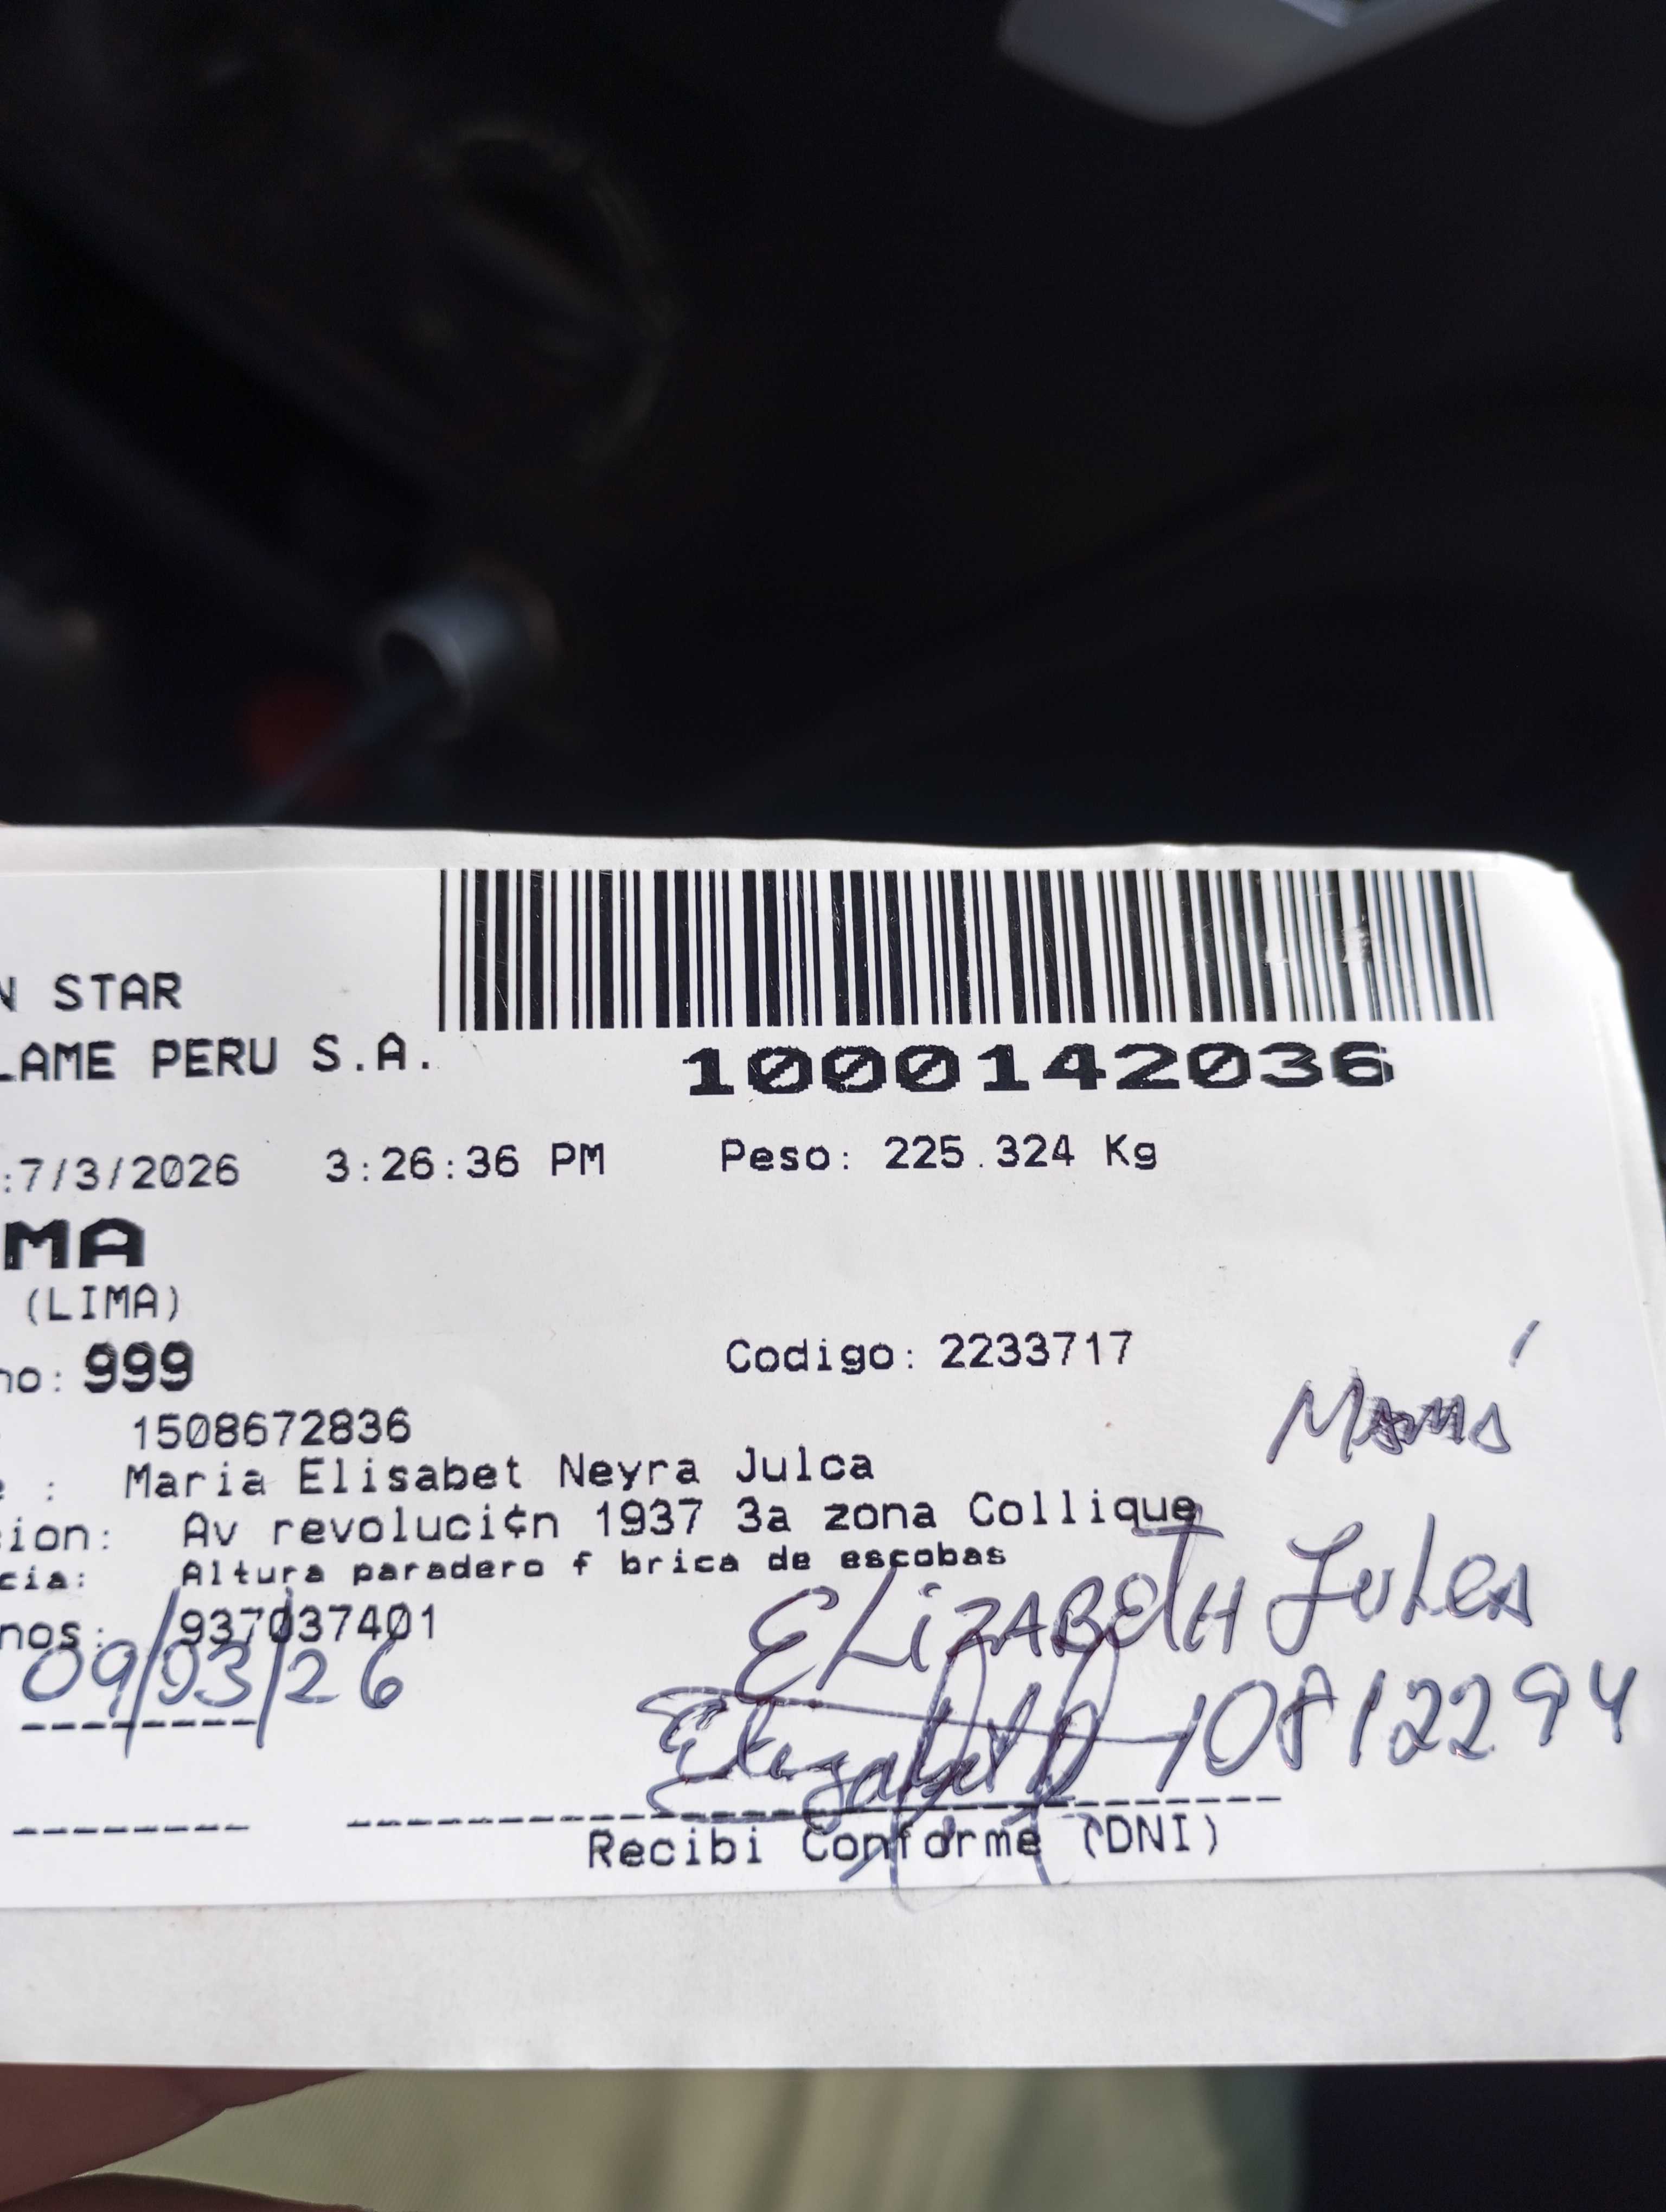 N STAR
LAME PERU S.A.
1000142036
:7/3/2026 3:26:36 PM Peso: 225.324 Kg
MA
(LIMA)
no: 999 Codigo: 2233717
1508672836
Mamá
e : Maria Elisabet Neyra Julca
cion: Av revoluci¢n 1937 3a zona Collique
cia: Altura paradero f brica de escobas
ELIZABETH JULCA
nos: 937037401
09/03/26
Elizabeth 10812294
Recibi Conforme (DNI)